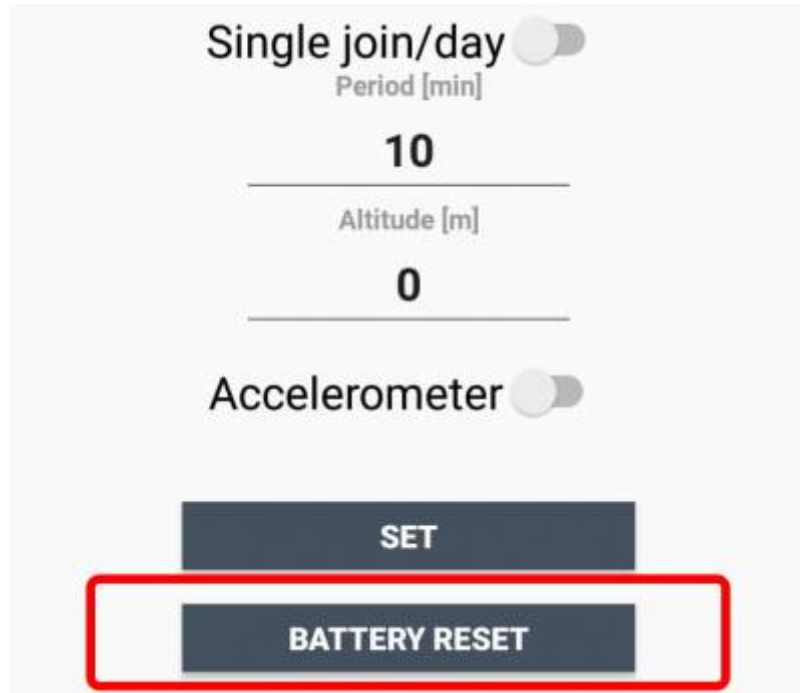 Single join/day
Period [min]
10
Altitude [m]
0
Accelerometer
SET
BATTERY RESET